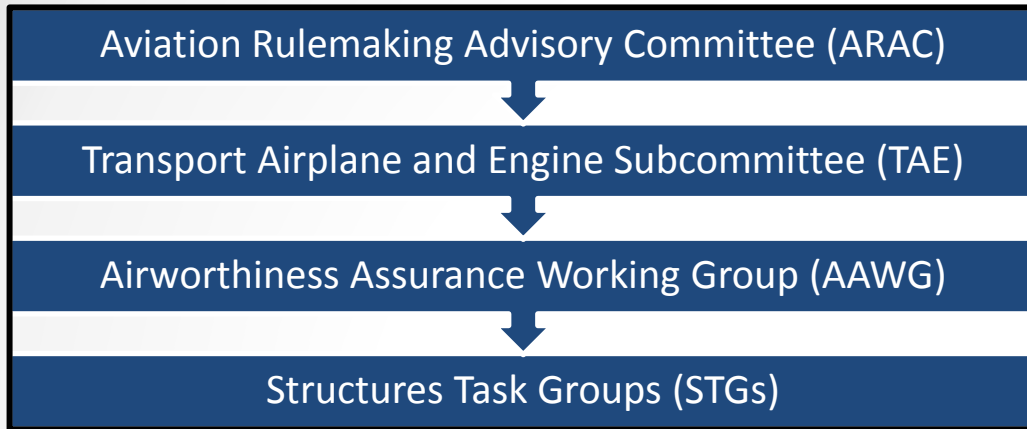 Aviation Rulemaking Advisory Committee (ARAC)
Transport Airplane and Engine Subcommittee (TAE)
Airworthiness Assurance Working Group (AAWG)
Structures Task Groups (STGs)